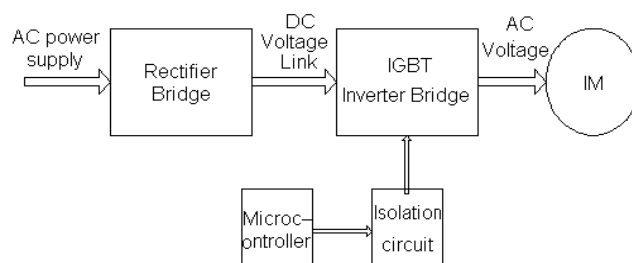 AC power
supply
Rectifier
Bridge
DC
Voltage
Link
IGBT
Inverter Bridge
AC
Voltage
IM
Microc-
ontroller
Isolation
circuit